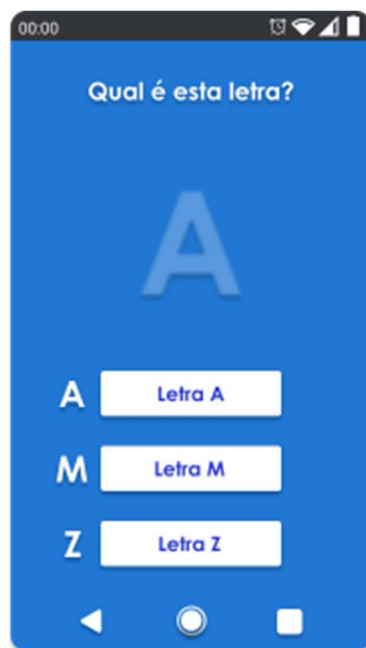 00:00
Qual é esta letra?
A
A Letra A
M Letra M
Z Letra Z